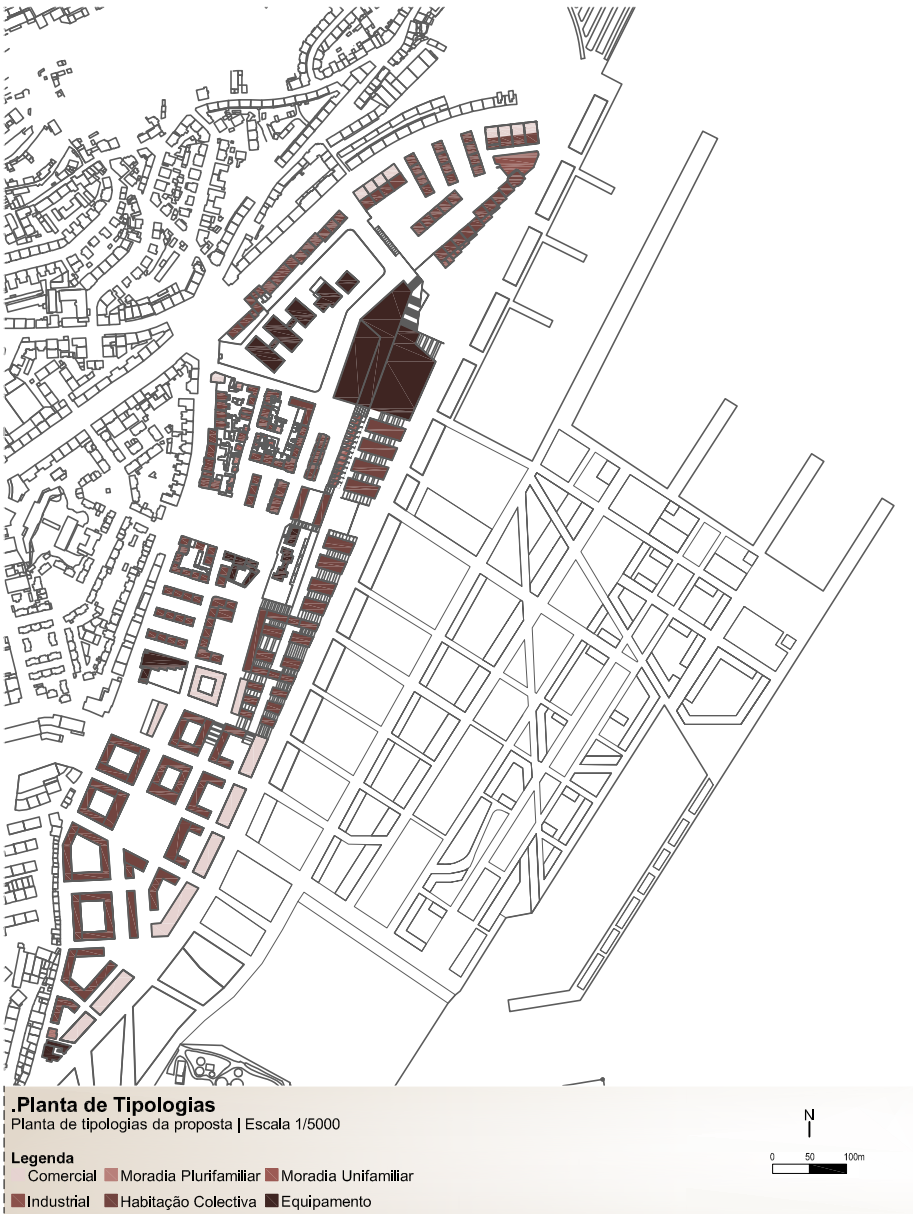 .Planta de Tipologias
Planta de tipologias da proposta | Escala 1/5000
N
0 50 100m
Legenda
Comercial Moradia Plurifamiliar Moradia Unifamiliar
Industrial Habitação Colectiva Equipamento